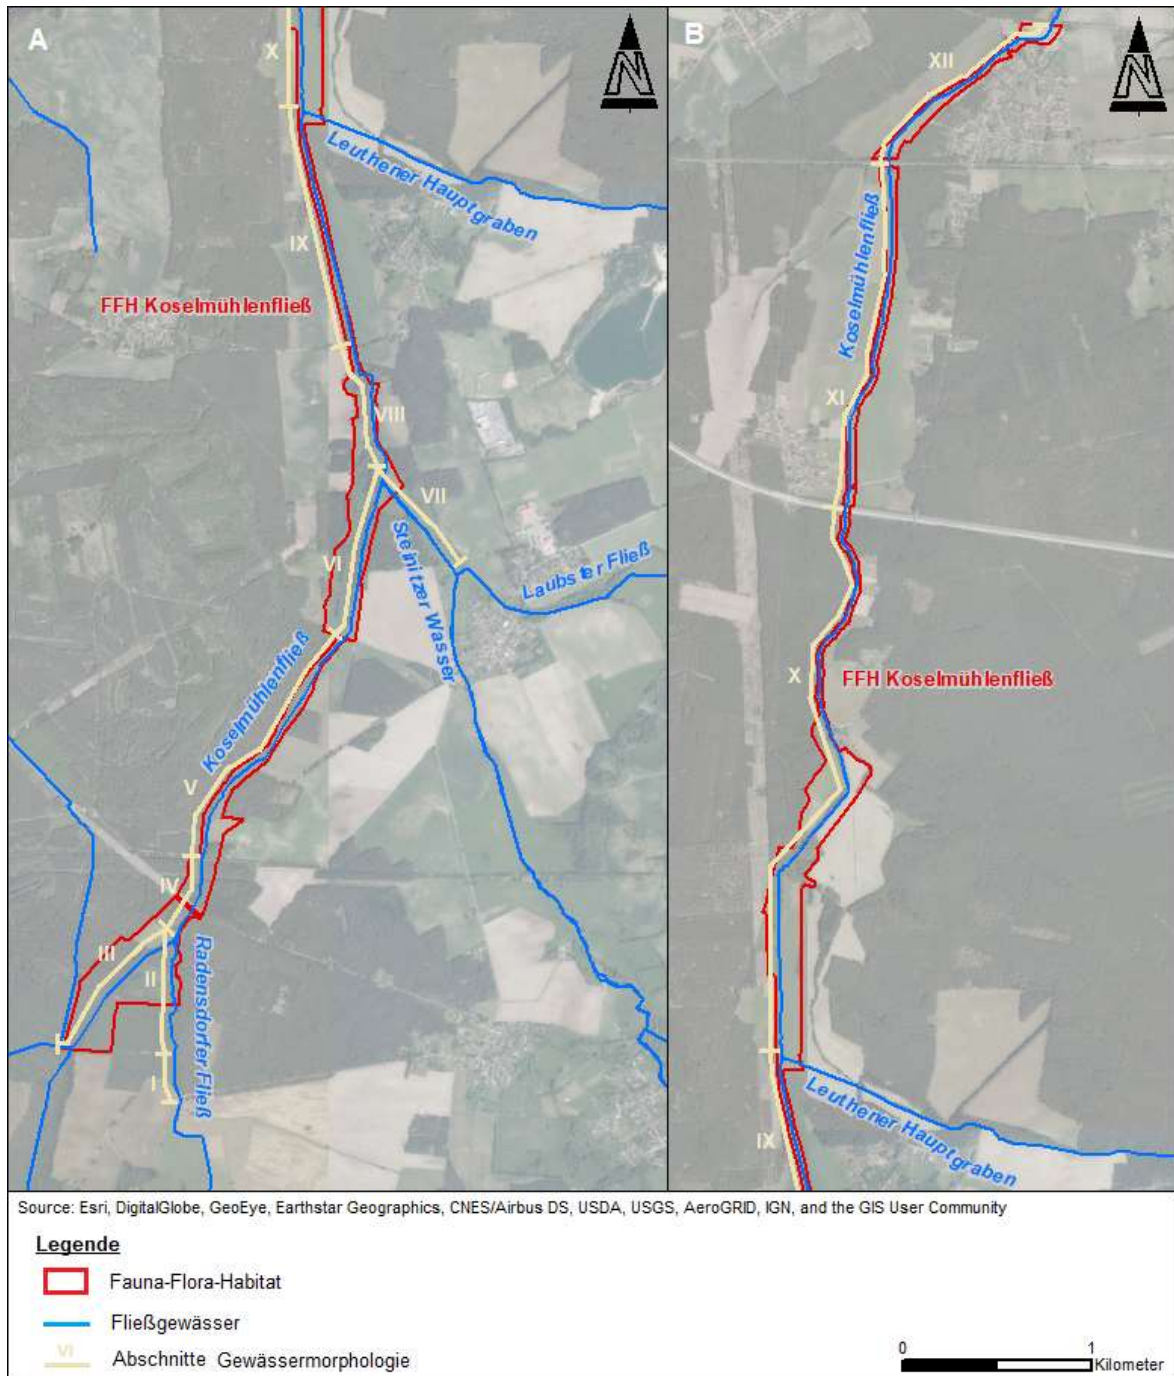 A
B
N
N
X
XII
Leuthener Hauptgraben
IX
Koselmühlenfließ
FFH Koselmühlenfließ
XI
VIII
VII
Steinitzer Wasser
Laubster Fließ
VI
Koselmühlenfließ
X
FFH Koselmühlenfließ
V
IV
III
II
Radensdorfer Fließ
I
Leuthener Hauptgraben
IX
Source: Esri, DigitalGlobe, GeoEye, Earthstar Geographics, CNES/Airbus DS, USDA, USGS, AeroGRID, IGN, and the GIS User Community
Legende
Fauna-Flora-Habitat
Fließgewässer
VI
Abschnitte Gewässermorphologie
0 1
Kilometer